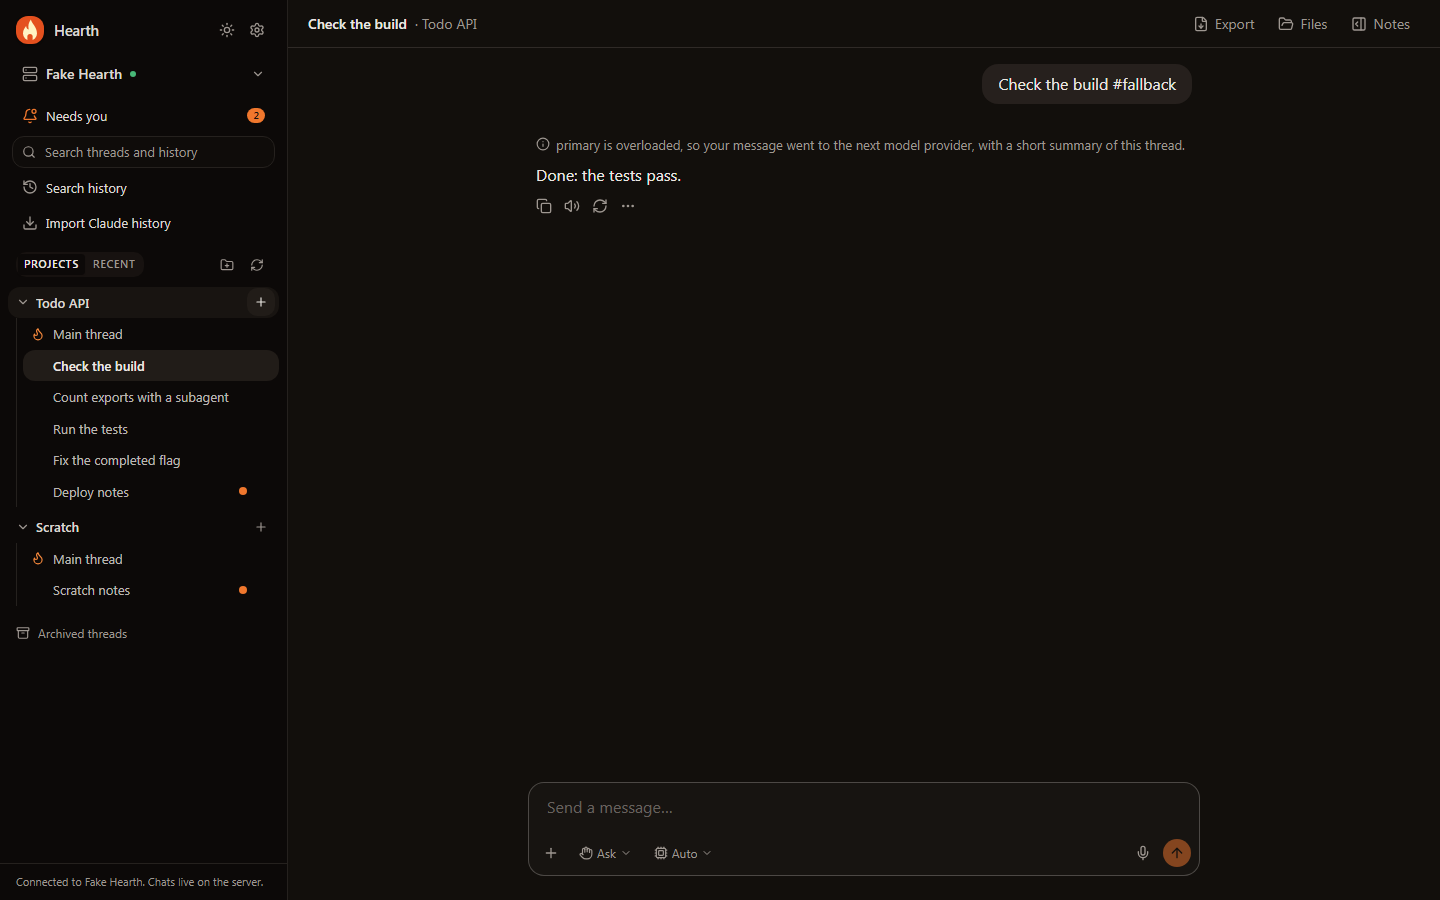 Hearth
Fake Hearth
Needs you 2
Search threads and history
Search history
Import Claude history
PROJECTS RECENT
Todo API
Main thread
Check the build
Count exports with a subagent
Run the tests
Fix the completed flag
Deploy notes
Scratch
Main thread
Scratch notes
Archived threads
Connected to Fake Hearth. Chats live on the server.
Check the build · Todo API
Export Files Notes
Check the build #fallback
primary is overloaded, so your message went to the next model provider, with a short summary of this thread.
Done: the tests pass.
Send a message...
Ask Auto